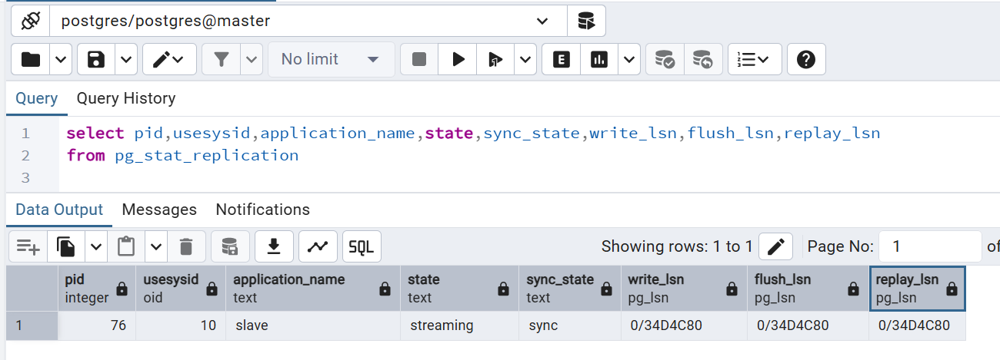 postgres/postgres@master
No limit
E
Query Query History
1 select pid,usesysid,application_name,state,sync_state,write_lsn,flush_lsn,replay_lsn
2 from pg_stat_replication
3
Data Output Messages Notifications
SQL Showing rows: 1 to 1 Page No: 1 of
pid usesysid application_name state sync_state write_lsn flush_lsn replay_lsn
integer oid text text text pg_lsn pg_lsn pg_lsn
1 76 10 slave streaming sync 0/34D4C80 0/34D4C80 0/34D4C80